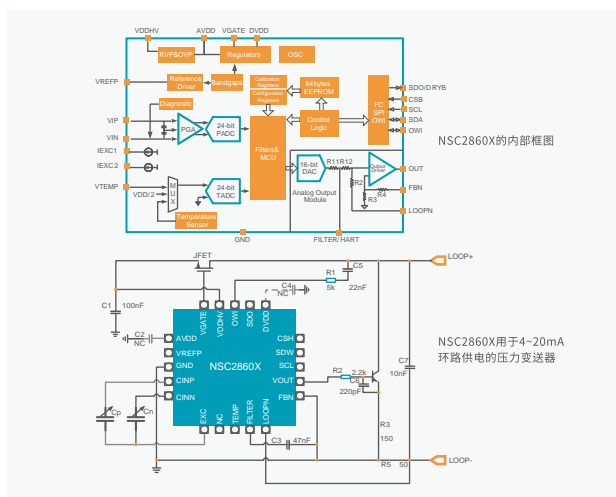 VDDHV AVDD VGATE DVDD
RVP&OVP
Regulators
OSC
VREFP
Reference
Driver
Bandgaps
Calibration
Registers
Configuration
Registers
64bytes
EEPROM
Diagnostic
VIP
VIN
PGA
24-bit
PADC
IEXC1
IEXC2
VTEMP
VDD/2
M
U
X
24-bit
TADC
Temperature
Sensor
Filters&
MCU
Control
Logic
I²C
SPI
OWI
SDO/DRYB
CSB
SCL
SDA
OWI
16-bit
DAC
R11R12
R2
R3
R4
Output
Driver
Analog Output
Module
OUT
FBN
LOOPN
GND
FILTER/HART
NSC2860X的内部框图
JFET
LOOP+
C1
100nF
C2
NC
C4
NC
R1
5k
C5
22nF
VGATE
VDDHV
OWI
SDO
DVDD
AVDD
VREFP
GND
CINP
CINN
NSC2860X
CSH
SDW
SCL
VOUT
FBN
EXC
NC
TEMP
FILTER
LOOPN
Cp
Cn
R2
2.2k
C6
220pF
C7
10nF
C3
47nF
R3
150
R5
50
LOOP-
NSC2860X用于4~20mA
环路供电的压力变送器